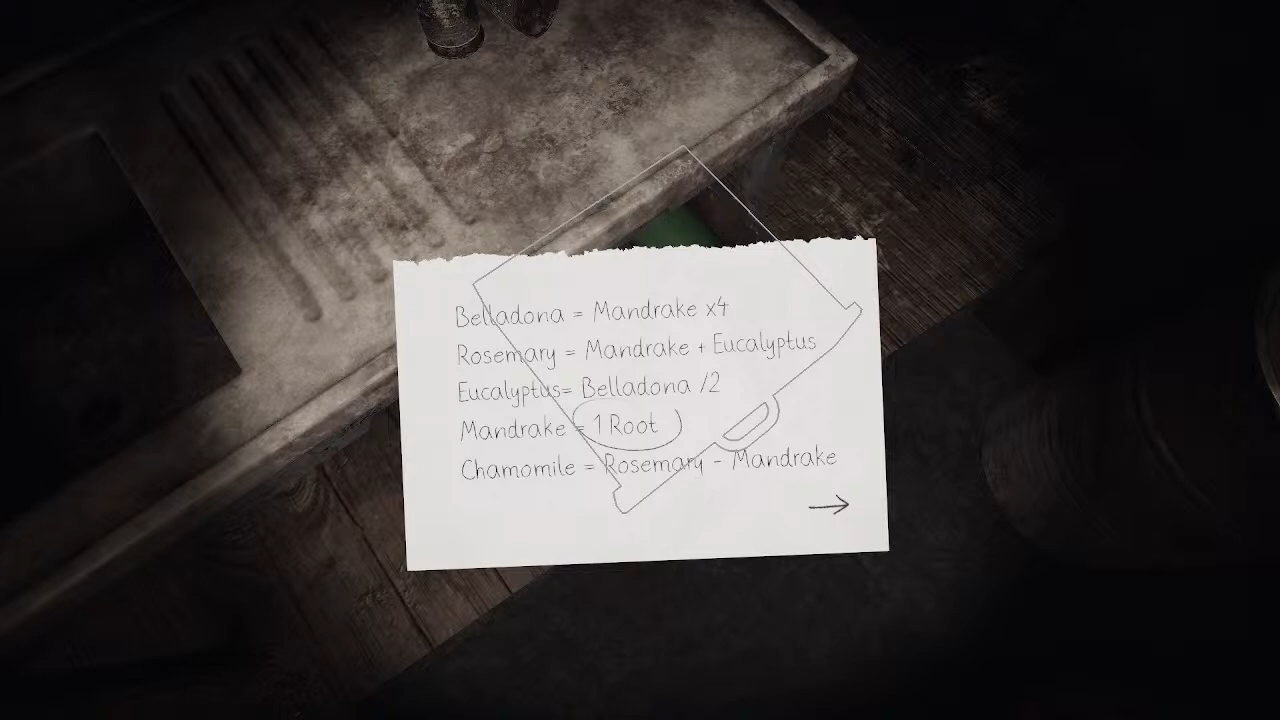 Belladona = Mandrake x4
Rosemary = Mandrake + Eucalyptus
Eucalyptus= Belladona /2
Mandrake = 1 Root
Chamomile = Rosemary - Mandrake